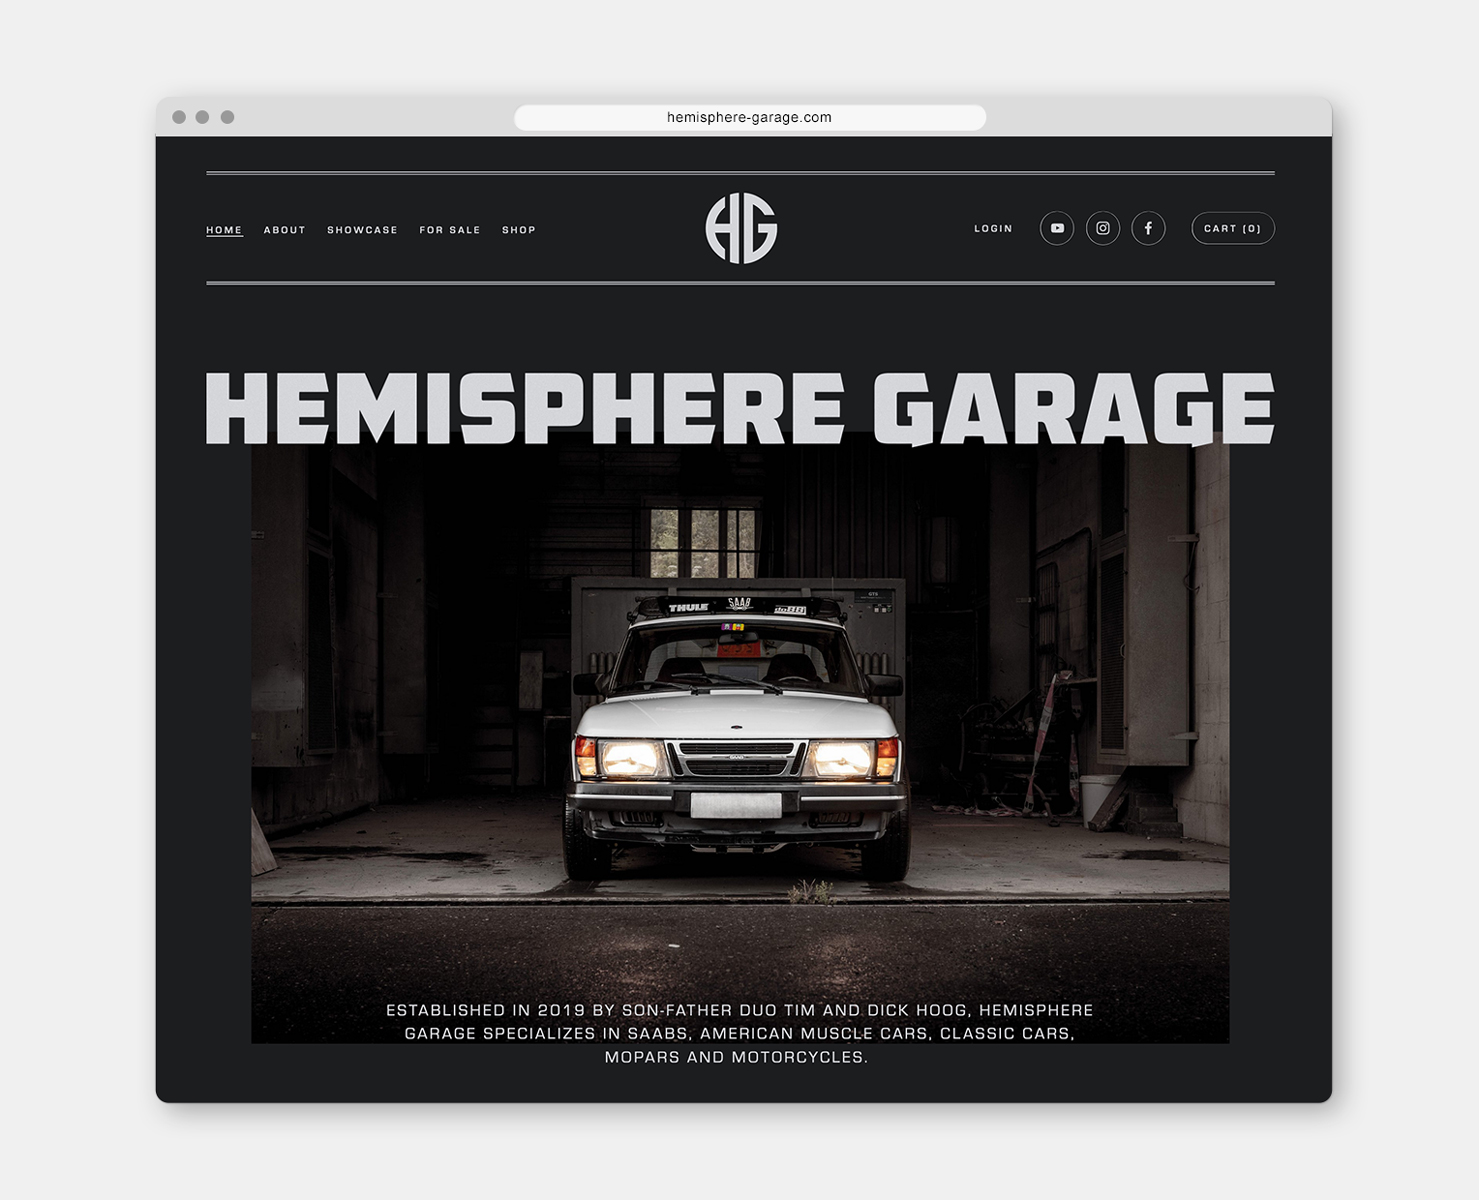 hemisphere-garage.com
HOME ABOUT SHOWCASE FOR SALE SHOP
HG
LOGIN
CART (0)
HEMISPHERE GARAGE
GTS
THULE SAAB
SAAB
ESTABLISHED IN 2019 BY SON-FATHER DUO TIM AND DICK HOOG, HEMISPHERE
GARAGE SPECIALIZES IN SAABS, AMERICAN MUSCLE CARS, CLASSIC CARS,
MOPARS AND MOTORCYCLES.